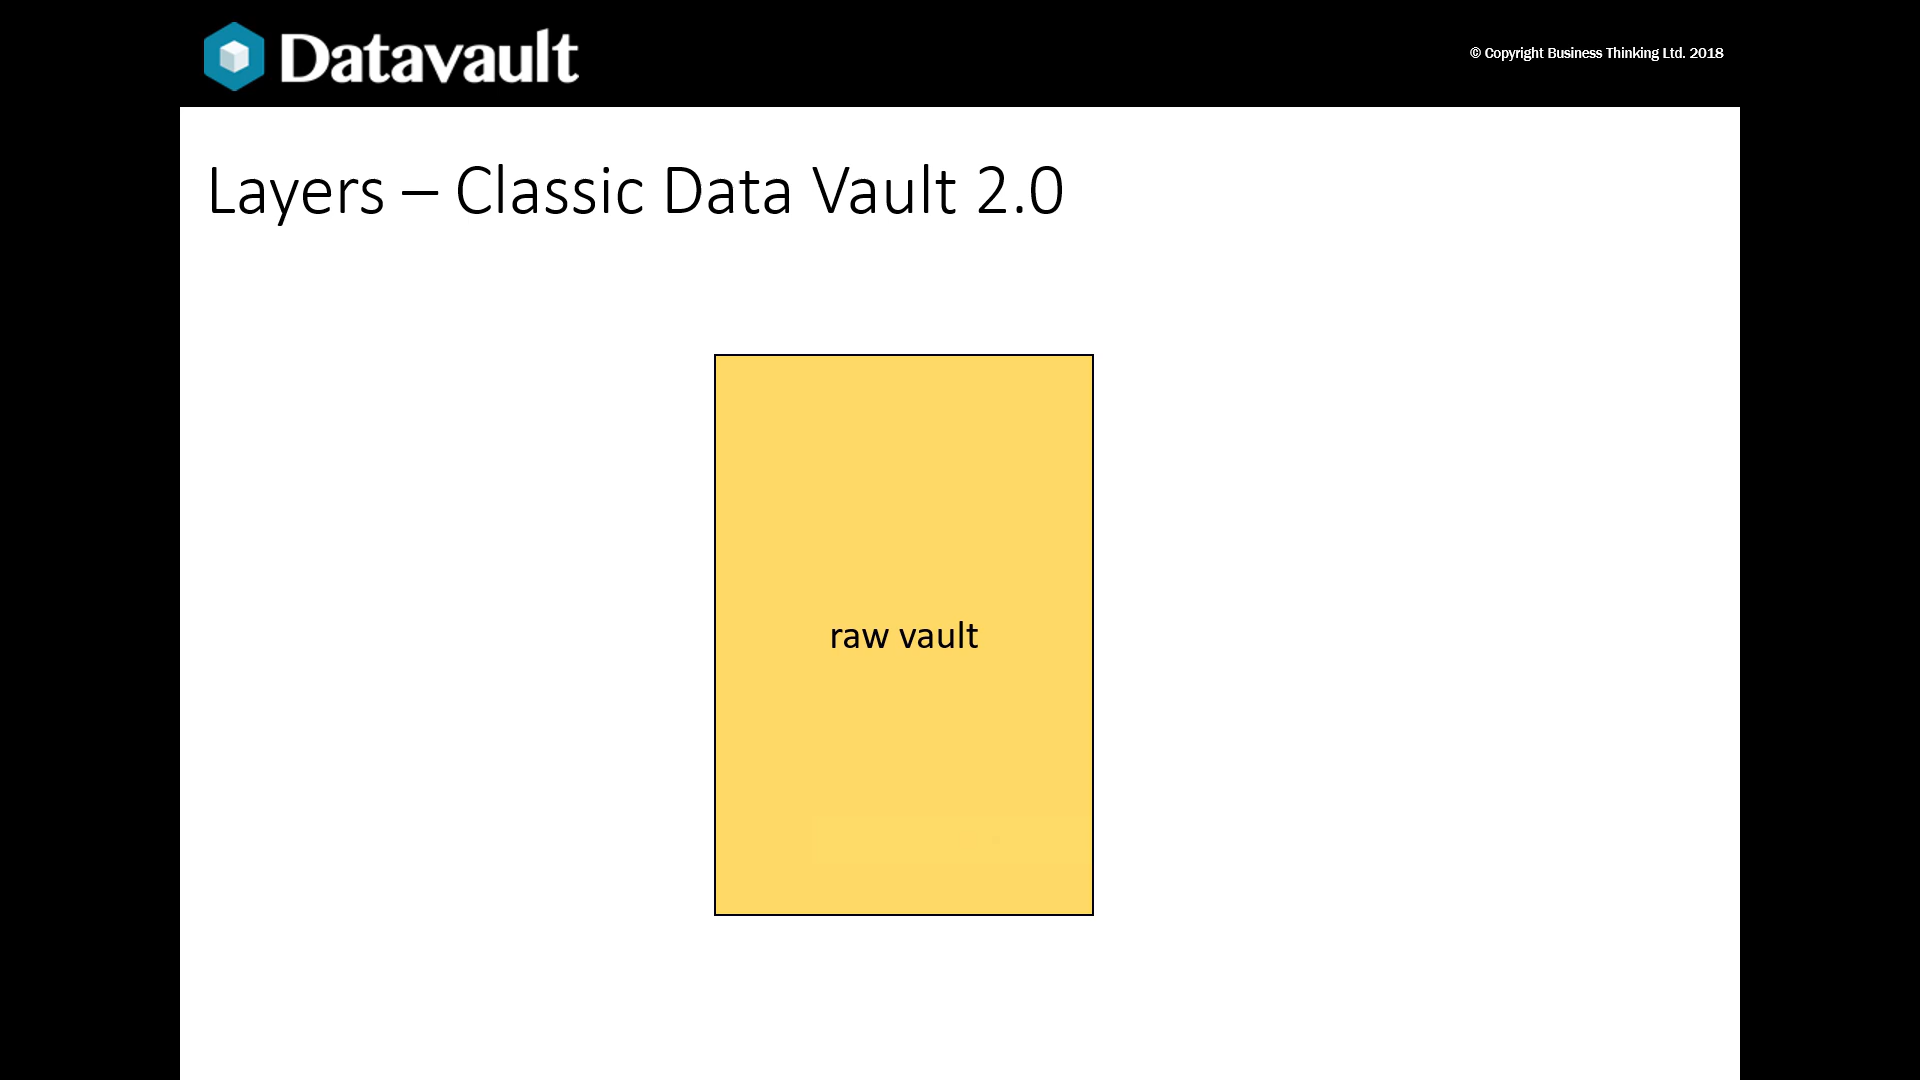 Datavault
© Copyright Business Thinking Ltd. 2018
Layers – Classic Data Vault 2.0
raw vault